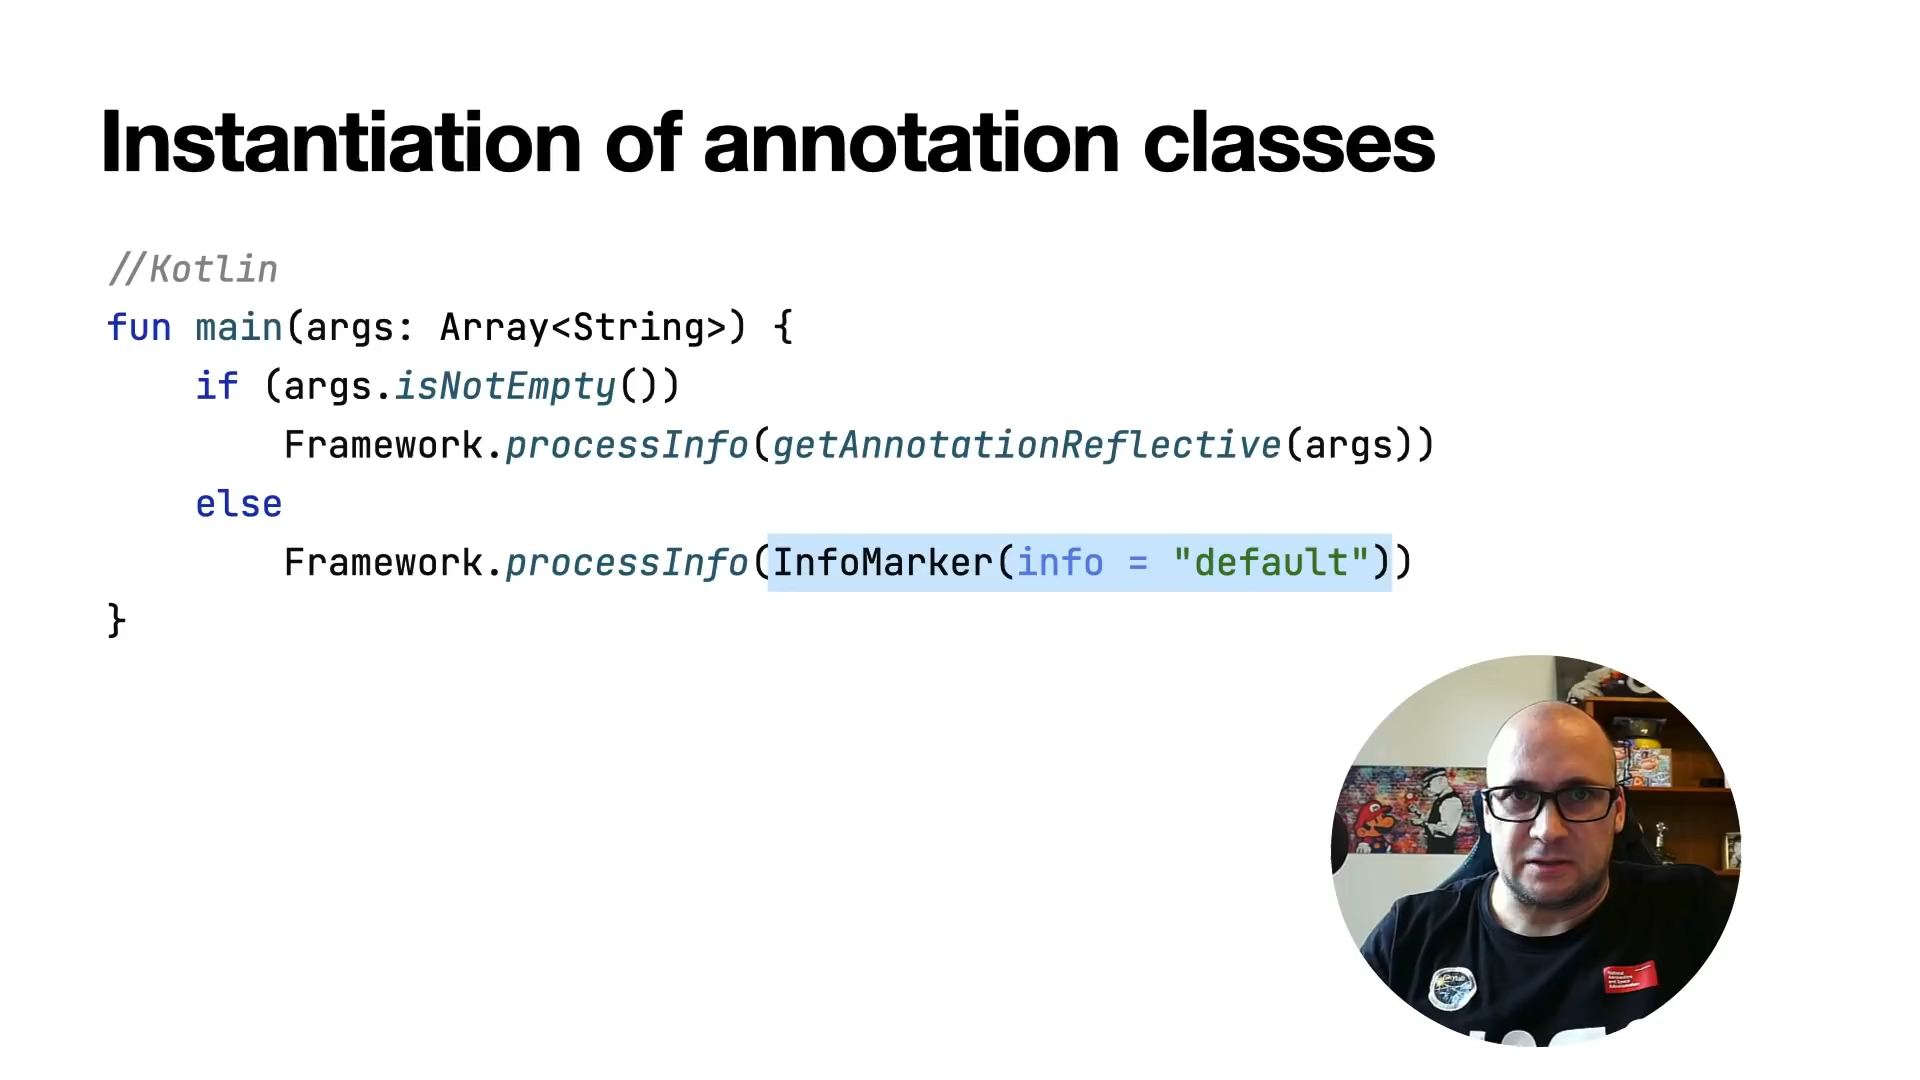 Instantiation of annotation classes
//Kotlin
fun main(args: Array<String>) {
    if (args.isNotEmpty())
        Framework.processInfo(getAnnotationReflective(args))
    else
        Framework.processInfo(InfoMarker(info = "default"))
}